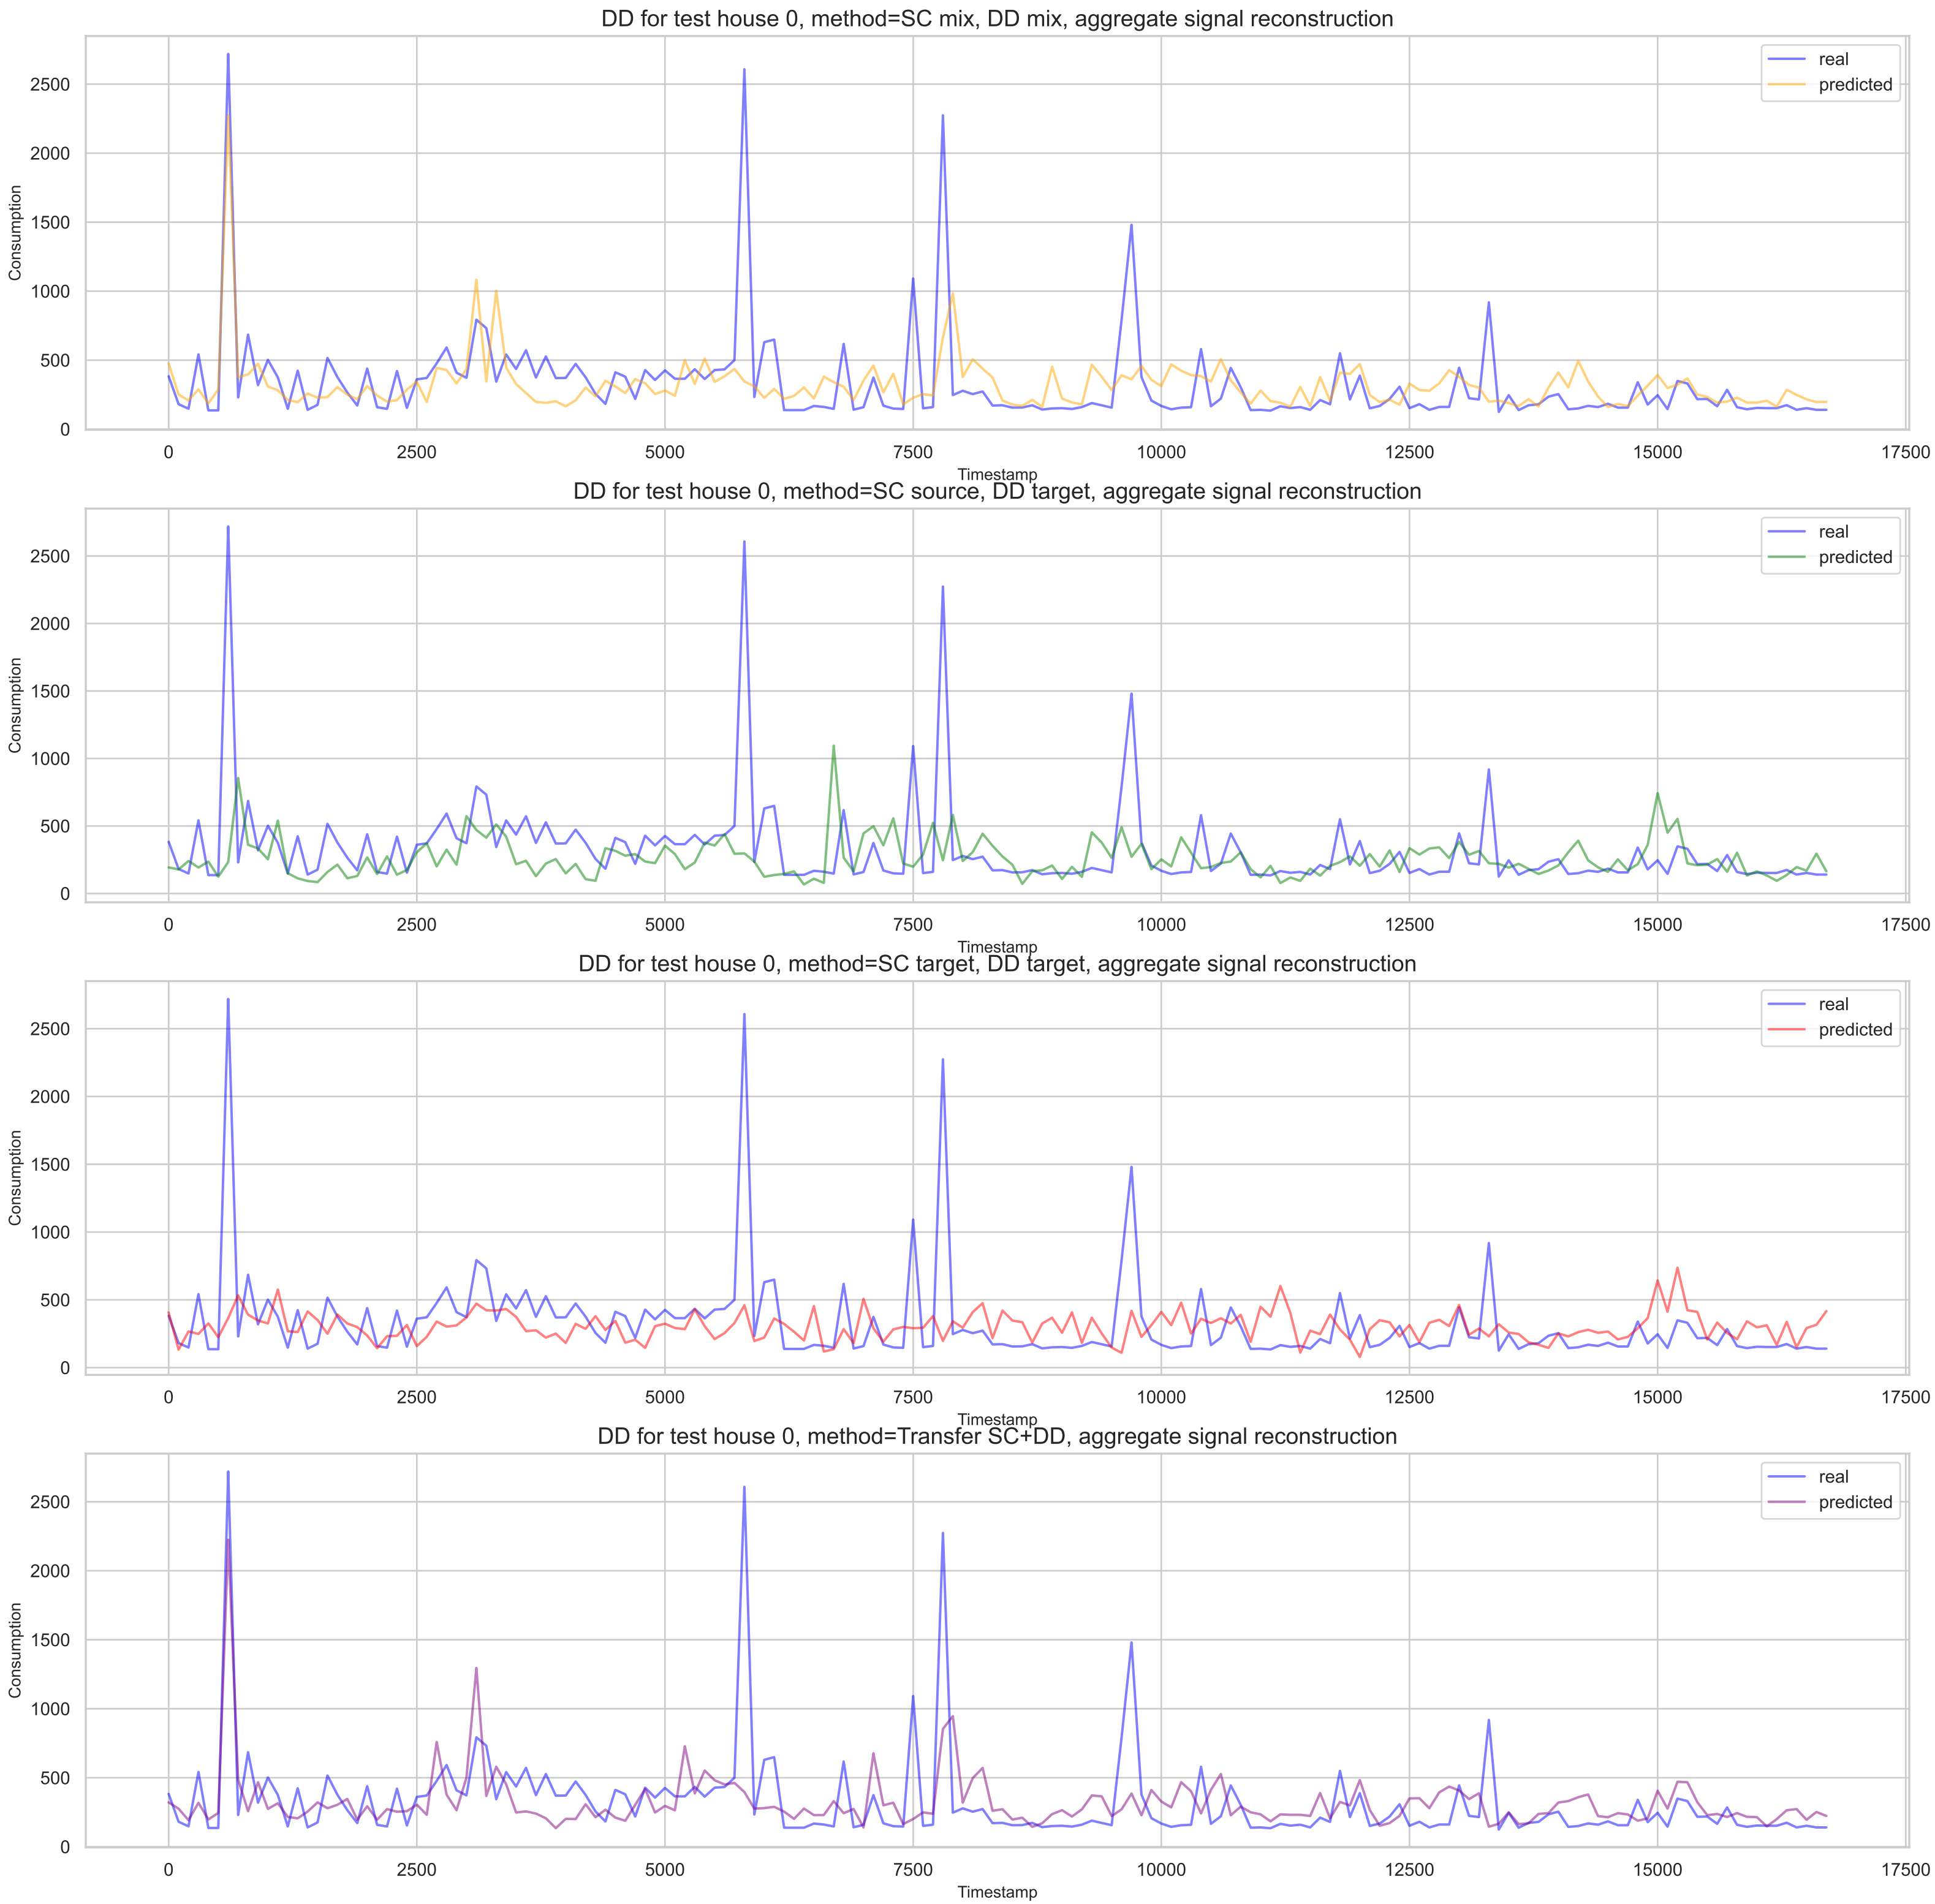 DD for test house 0, method=SC mix, DD mix, aggregate signal reconstruction
real
predicted
Consumption
2500
2000
1500
1000
500
0
0 2500 5000 7500 10000 12500 15000 17500
Timestamp
DD for test house 0, method=SC source, DD target, aggregate signal reconstruction
real
predicted
Consumption
2500
2000
1500
1000
500
0
0 2500 5000 7500 10000 12500 15000 17500
Timestamp
DD for test house 0, method=SC target, DD target, aggregate signal reconstruction
real
predicted
Consumption
2500
2000
1500
1000
500
0
0 2500 5000 7500 10000 12500 15000 17500
Timestamp
DD for test house 0, method=Transfer SC+DD, aggregate signal reconstruction
real
predicted
Consumption
2500
2000
1500
1000
500
0
0 2500 5000 7500 10000 12500 15000 17500
Timestamp